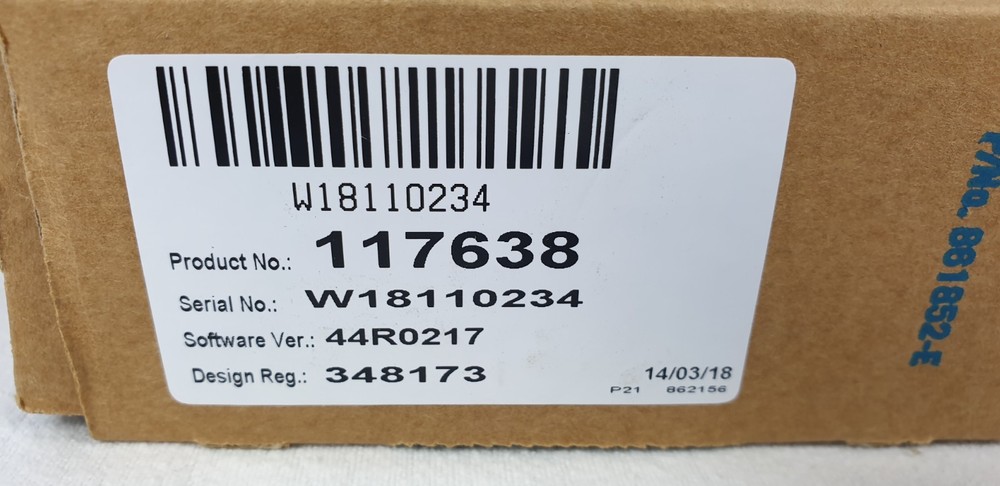 W18110234
Product No.: 117638
Serial No.: W18110234
Software Ver.: 44R0217
Design Reg.: 348173
14/03/18
P21 862156
P/No. 881852-E